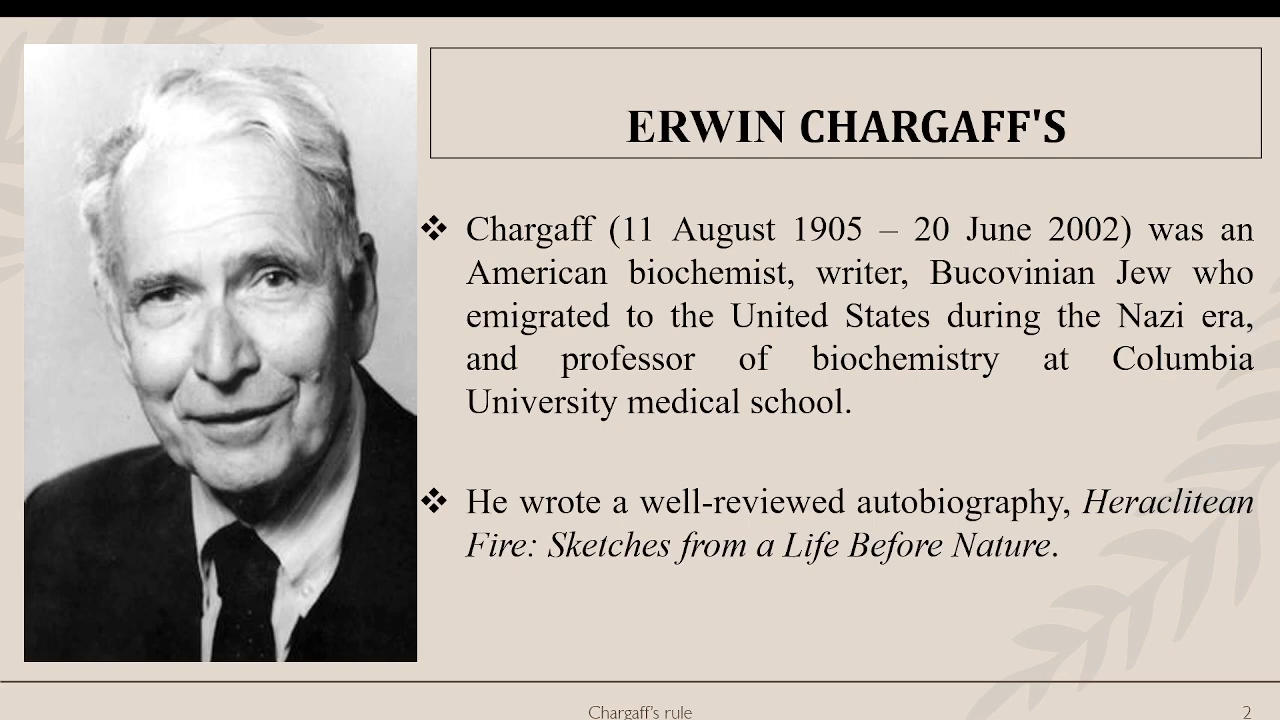 ERWIN CHARGAFF'S
❖ Chargaff (11 August 1905 – 20 June 2002) was an
American biochemist, writer, Bucovinian Jew who
emigrated to the United States during the Nazi era,
and professor of biochemistry at Columbia
University medical school.
❖ He wrote a well-reviewed autobiography, Heraclitean
Fire: Sketches from a Life Before Nature.
Chargaff's rule
2